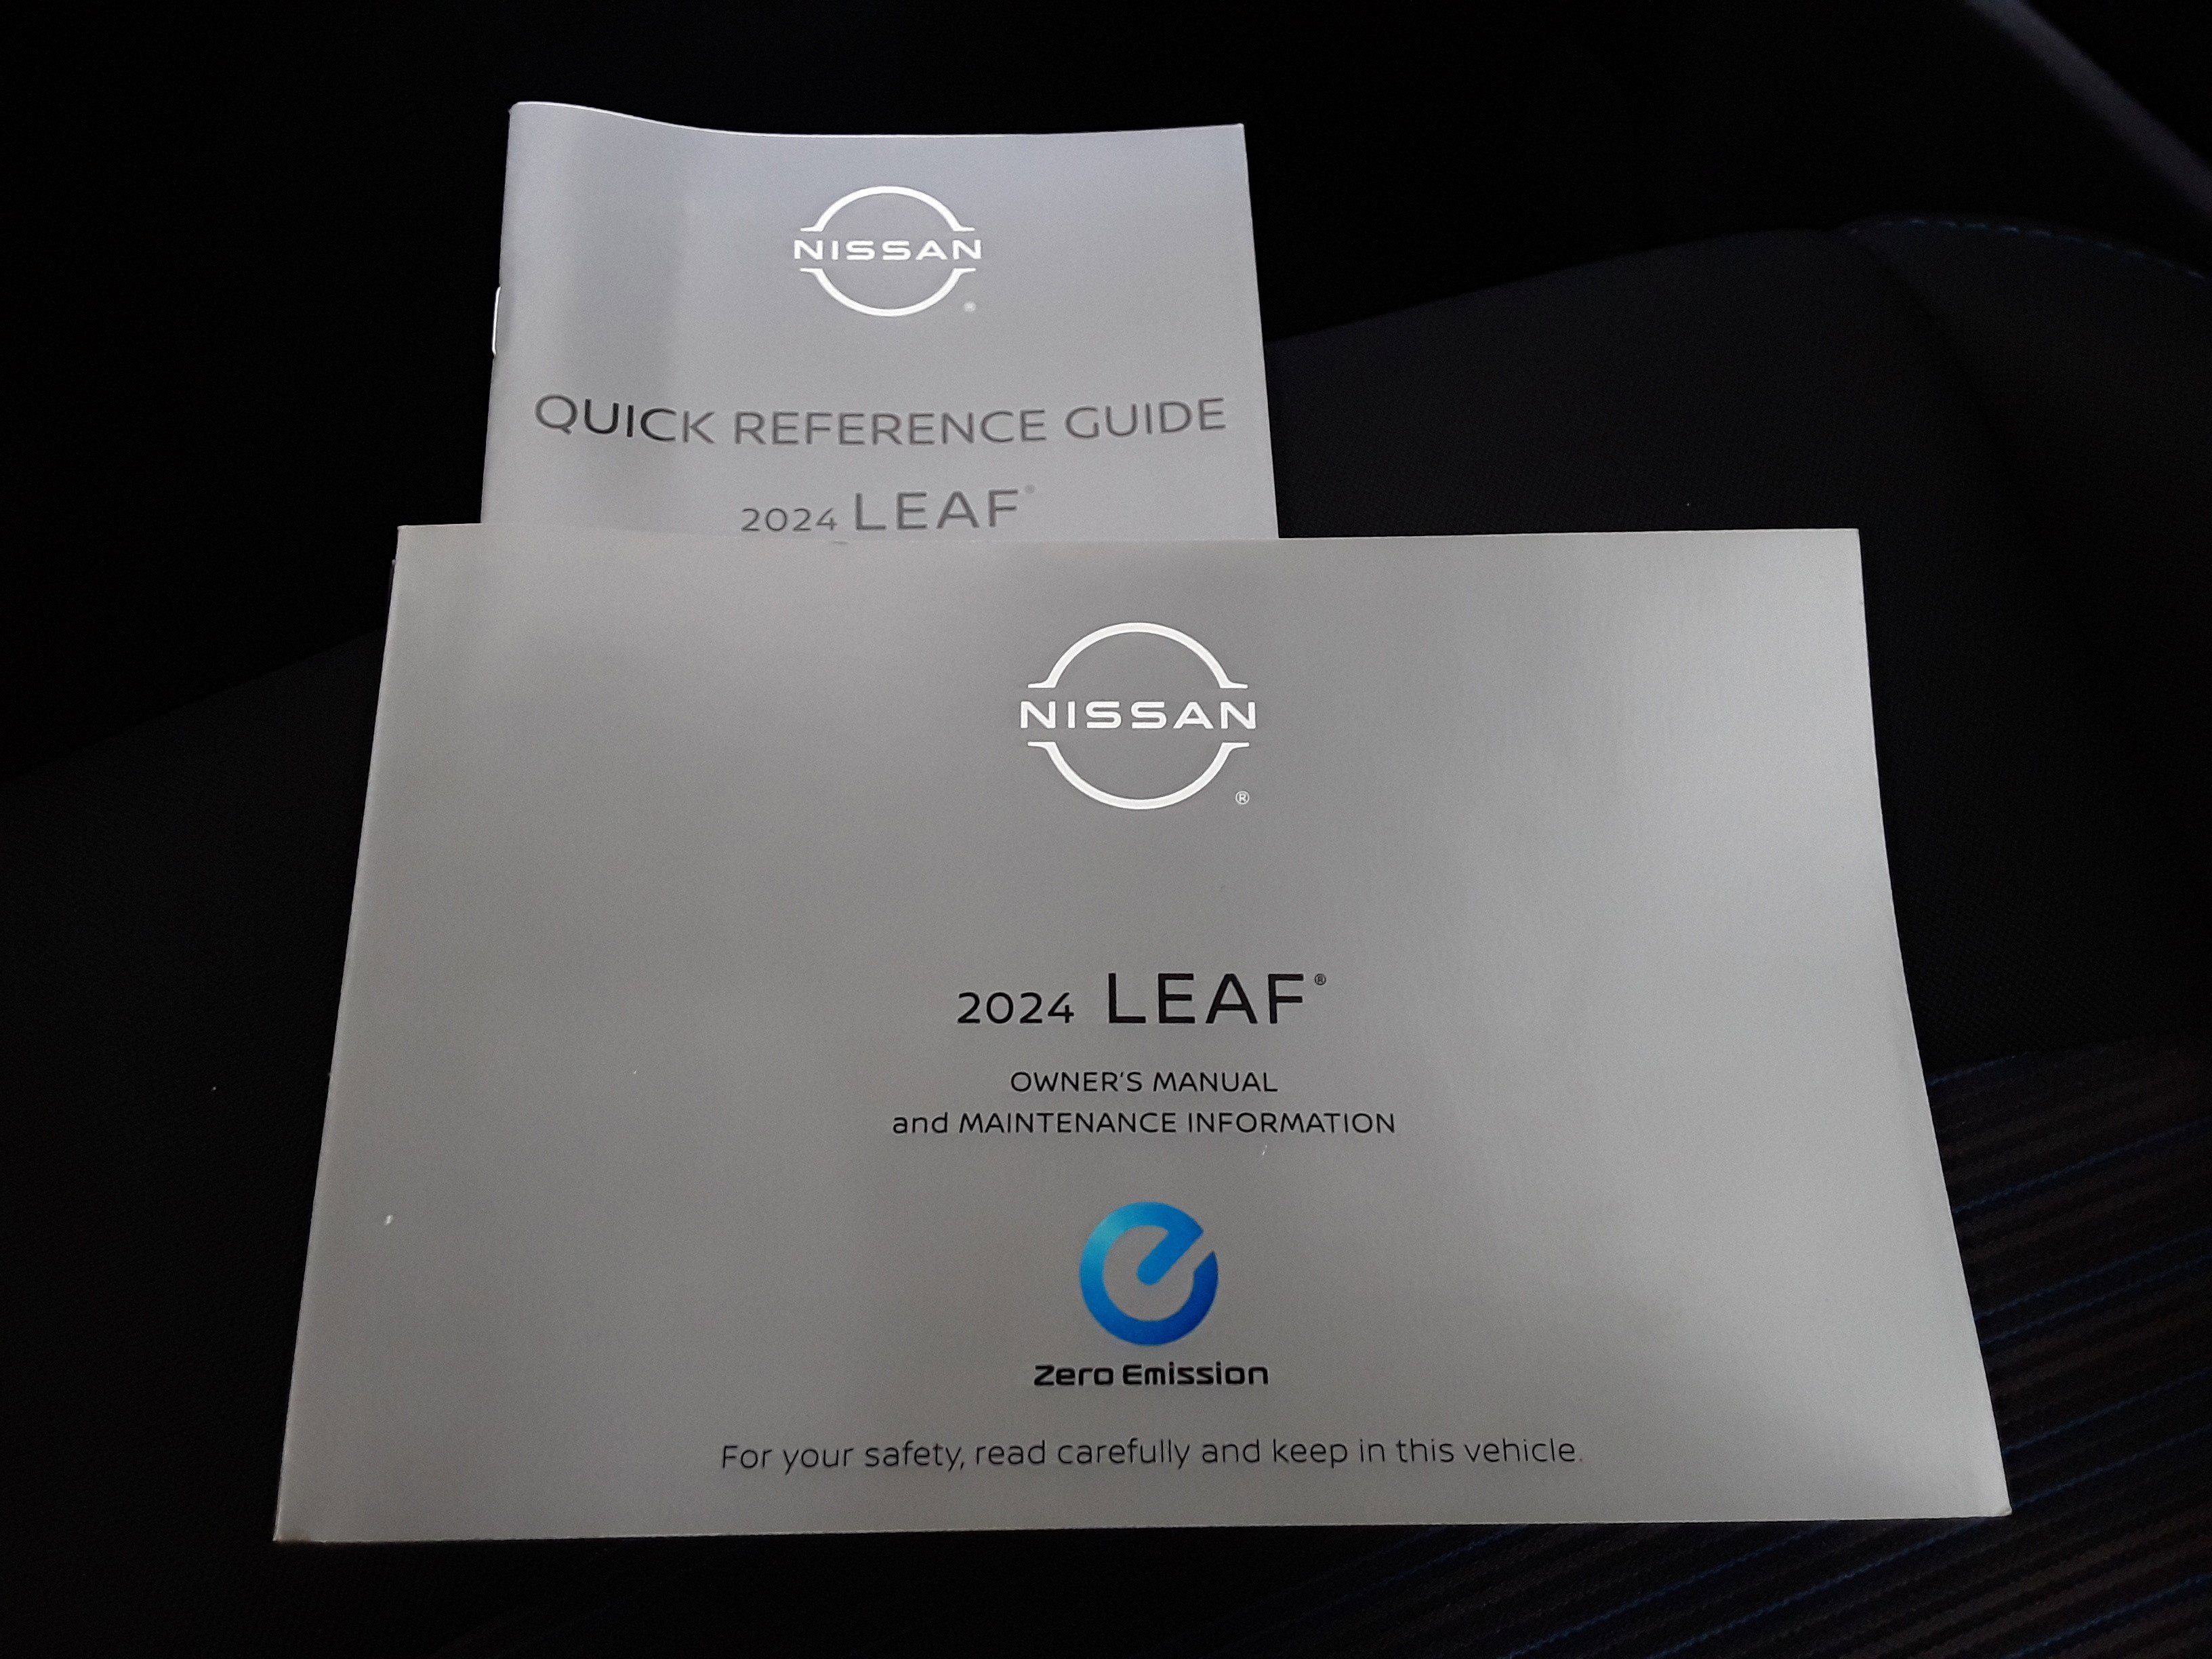 NISSAN
®
QUICK REFERENCE GUIDE
2024 LEAF®
NISSAN
®
2024 LEAF®
OWNER'S MANUAL
and MAINTENANCE INFORMATION
Zero Emission
For your safety, read carefully and keep in this vehicle.